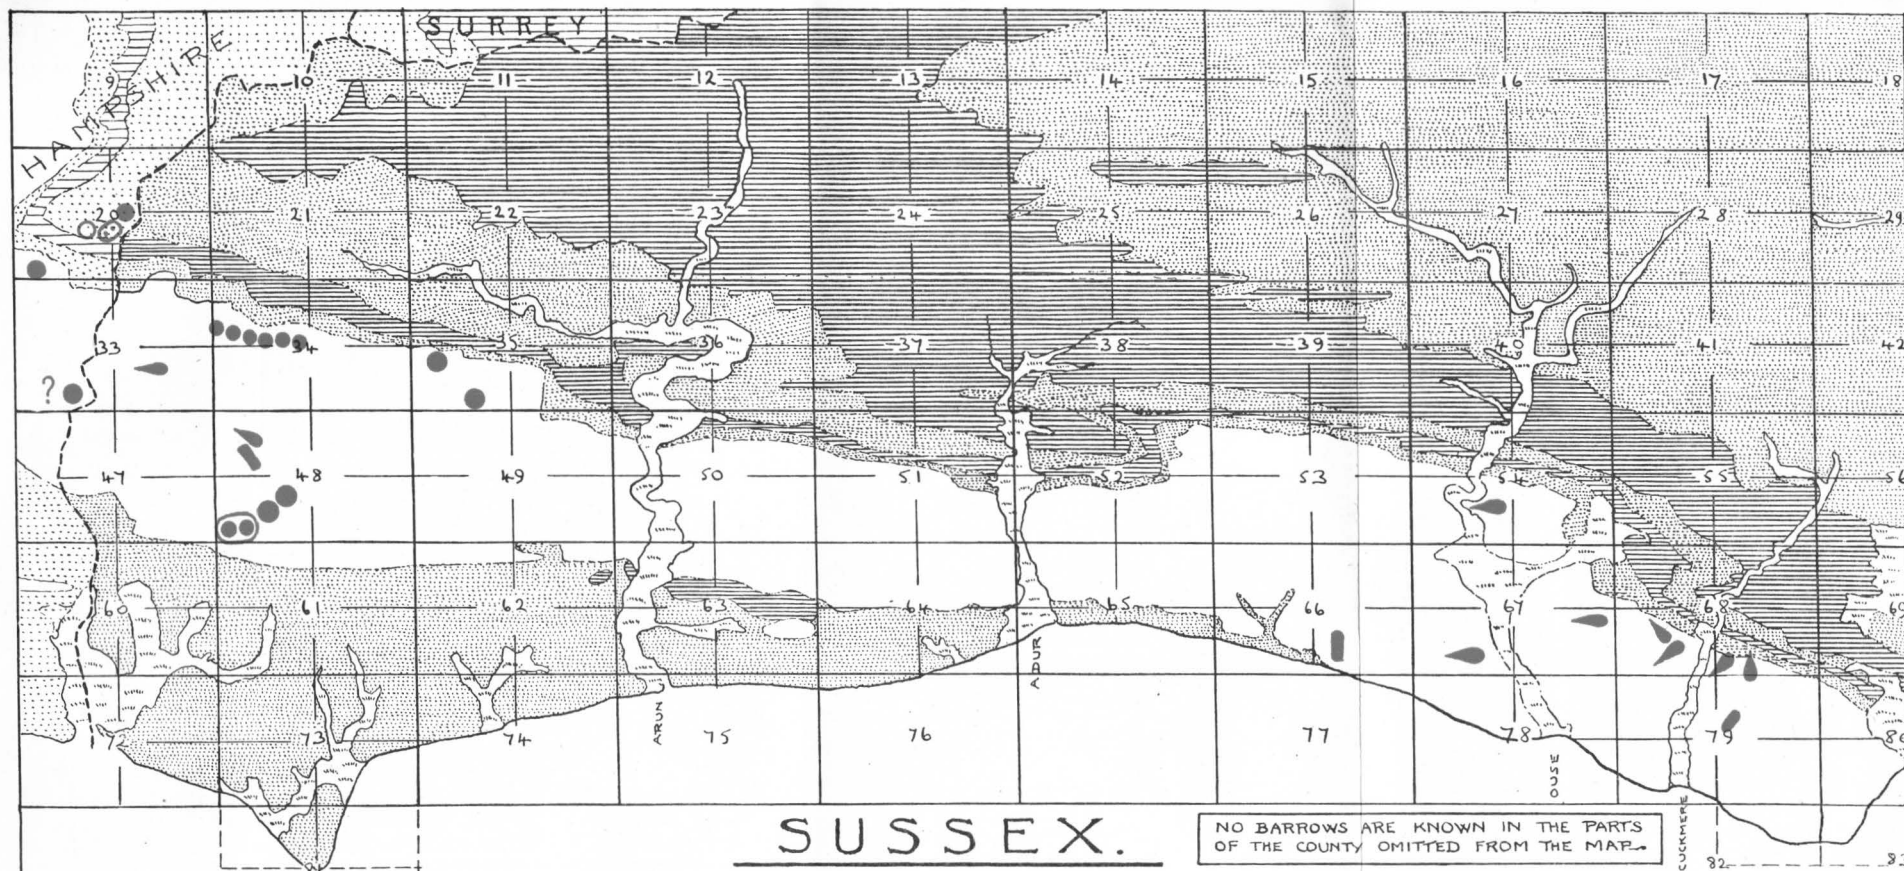 SURREY
HAMPSHIRE
9 10 11 12 13 14 15 16 17 18
20 21 22 23 24 25 26 27 28 29
33 34 35 36 37 38 39 40 41 42
?
47 48 49 50 51 52 53 54 55 56
60 61 62 63 64 65 66 67 68
ARUN
ADUR
OUSE
CUCKMERE
73 74 75 76 77 78 79 80
SUSSEX.
NO BARROWS ARE KNOWN IN THE PARTS
OF THE COUNTY OMITTED FROM THE MAP.
82